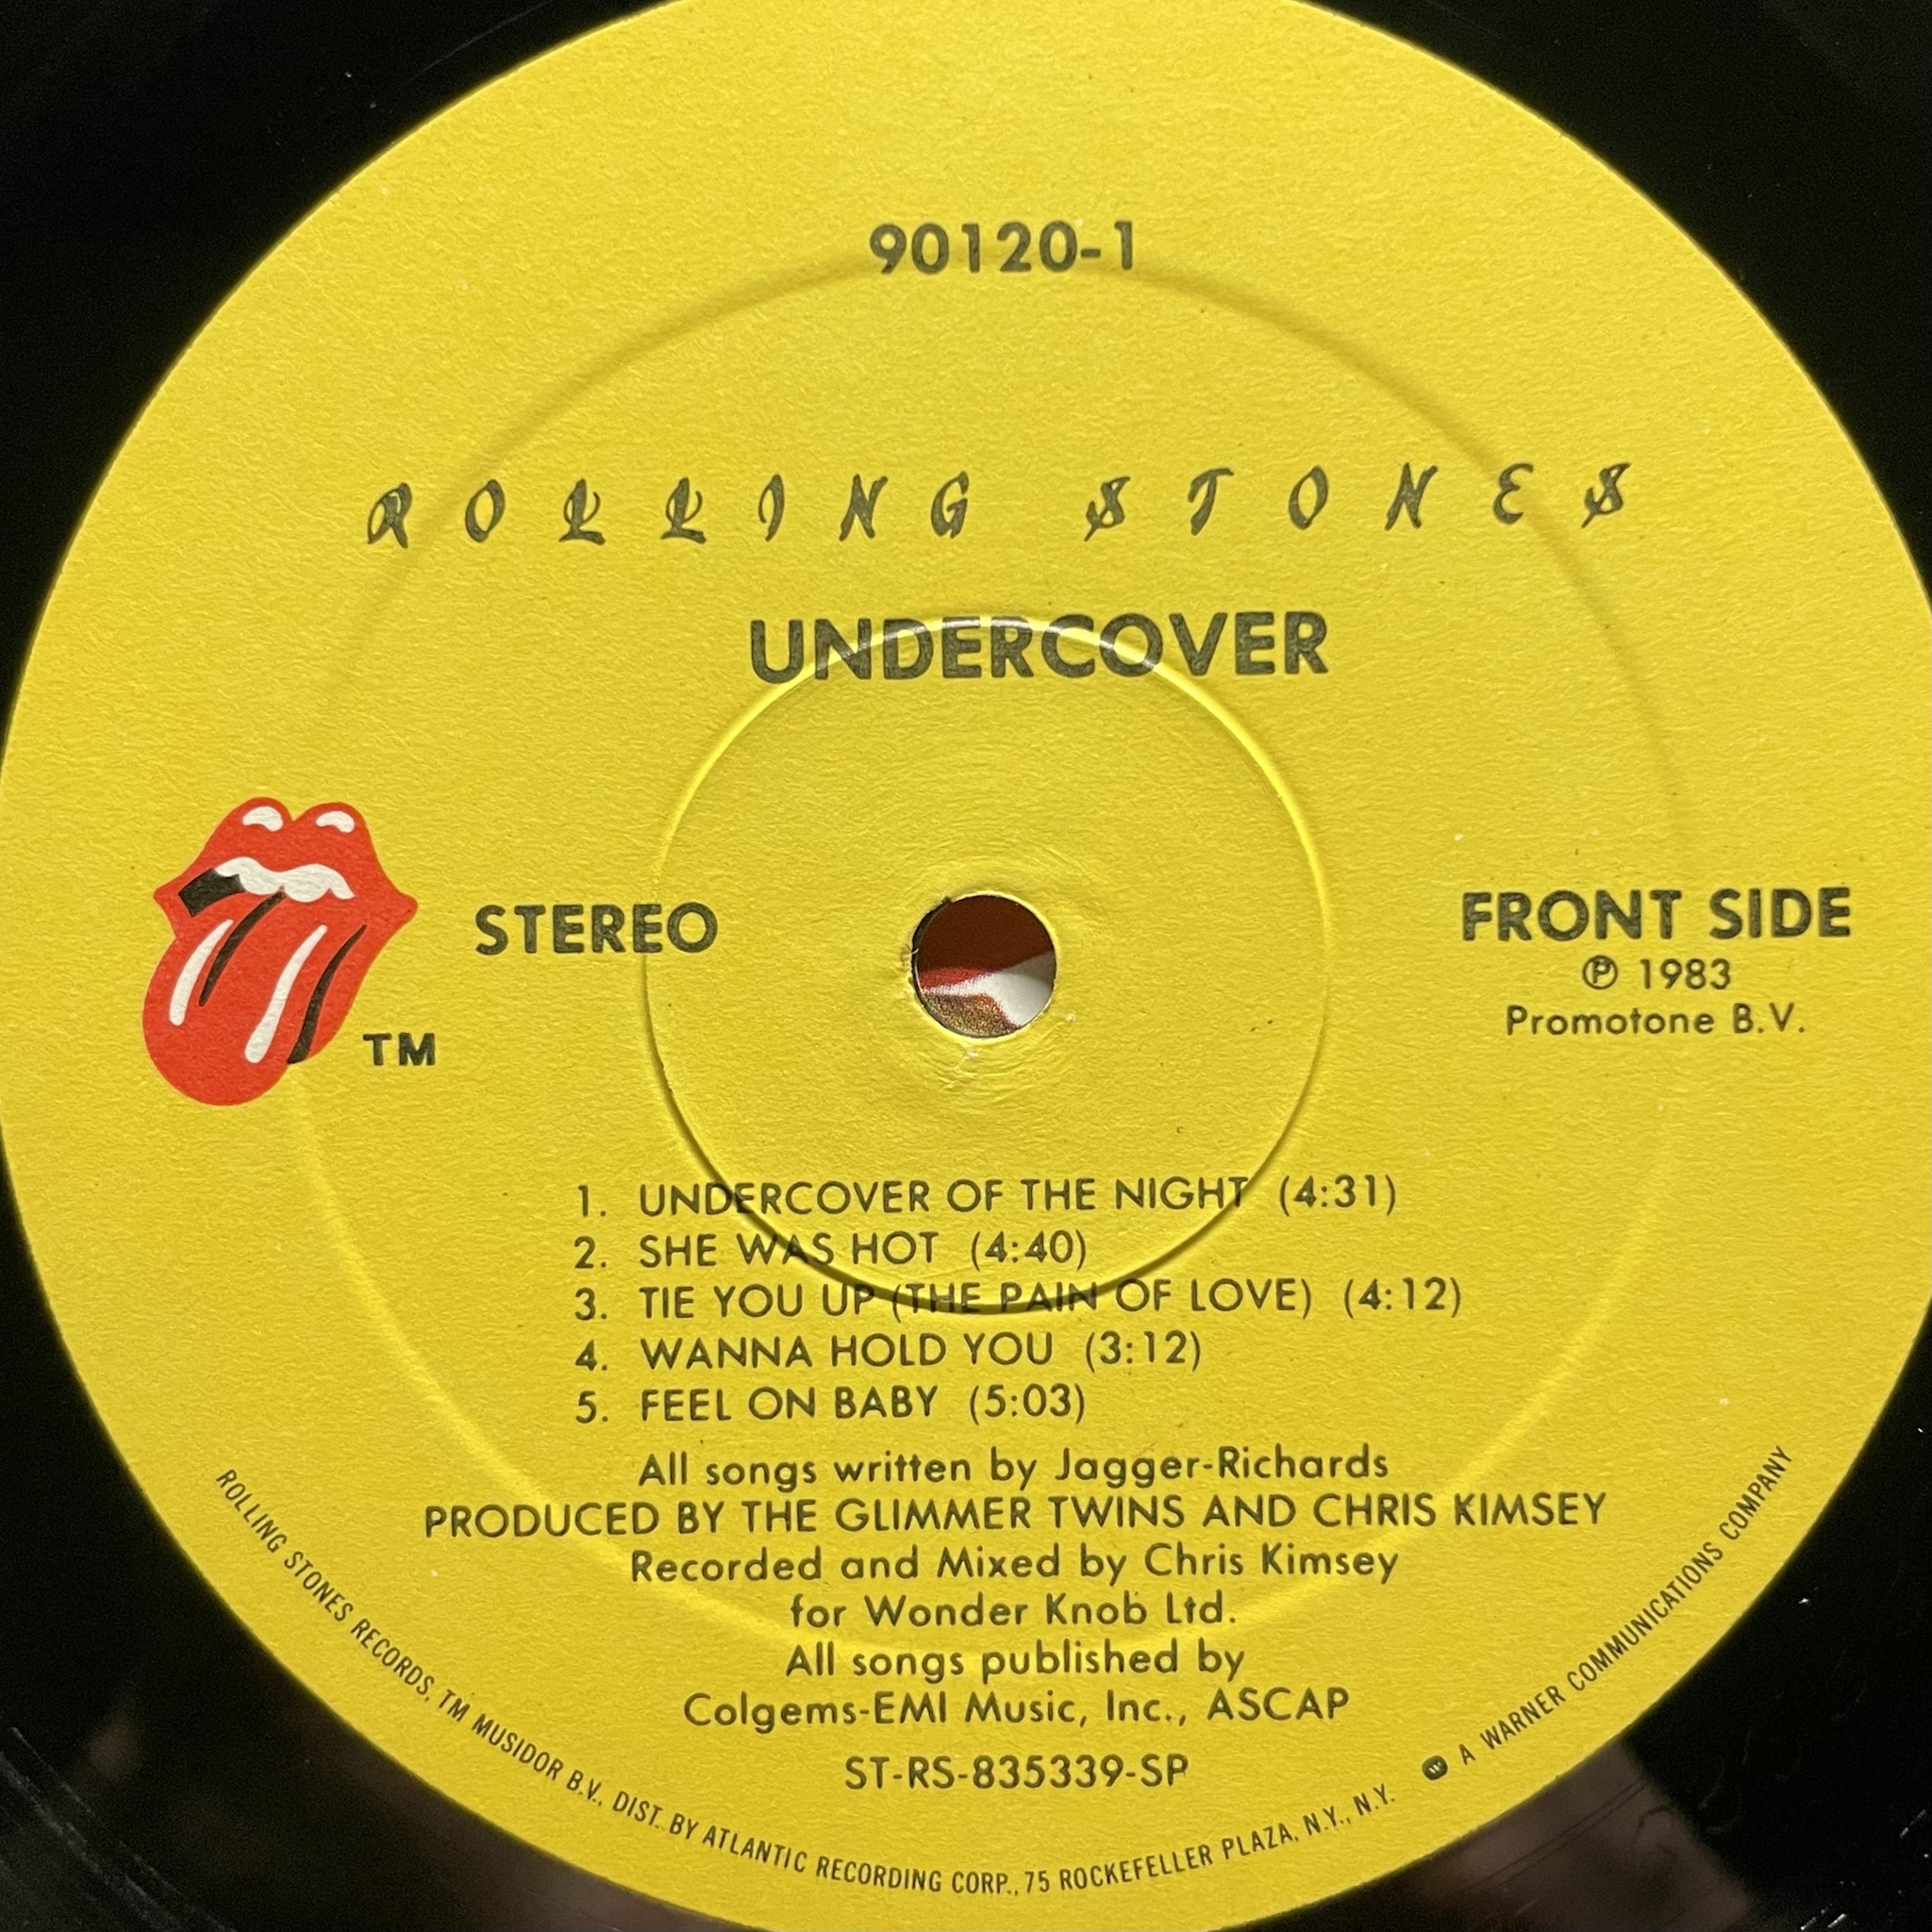 90120-1
ROLLING STONES
UNDERCOVER
TM
STEREO
FRONT SIDE
℗ 1983
Promotone B.V.
1. UNDERCOVER OF THE NIGHT (4:31)
2. SHE WAS HOT (4:40)
3. TIE YOU UP (THE PAIN OF LOVE) (4:12)
4. WANNA HOLD YOU (3:12)
5. FEEL ON BABY (5:03)
All songs written by Jagger-Richards
PRODUCED BY THE GLIMMER TWINS AND CHRIS KIMSEY
Recorded and Mixed by Chris Kimsey
for Wonder Knob Ltd.
All songs published by
Colgems-EMI Music, Inc., ASCAP
ST-RS-835339-SP
ROLLING STONES RECORDS, TM MUSIDOR B.V., DIST. BY ATLANTIC RECORDING CORP., 75 ROCKEFELLER PLAZA, N.Y., N.Y. W A WARNER COMMUNICATIONS COMPANY